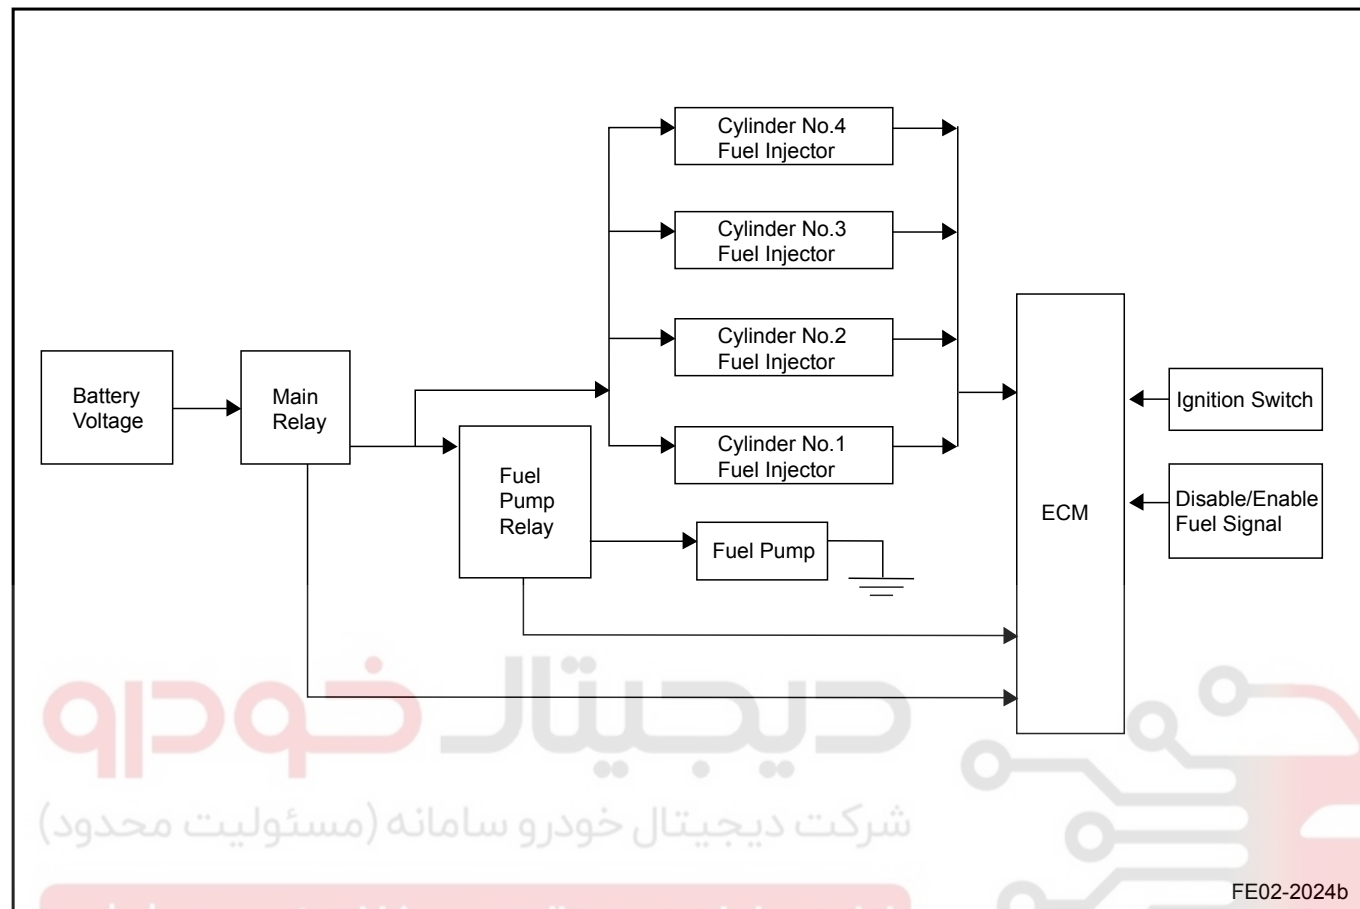 Cylinder No.4
Fuel Injector
Cylinder No.3
Fuel Injector
Cylinder No.2
Fuel Injector
Cylinder No.1
Fuel Injector
Battery
Voltage
Main
Relay
Fuel
Pump
Relay
Fuel Pump
ECM
Ignition Switch
Disable/Enable
Fuel Signal
دیجیتال خودرو
شرکت دیجیتال خودرو سامانه (مسئولیت محدود)
FE02-2024b